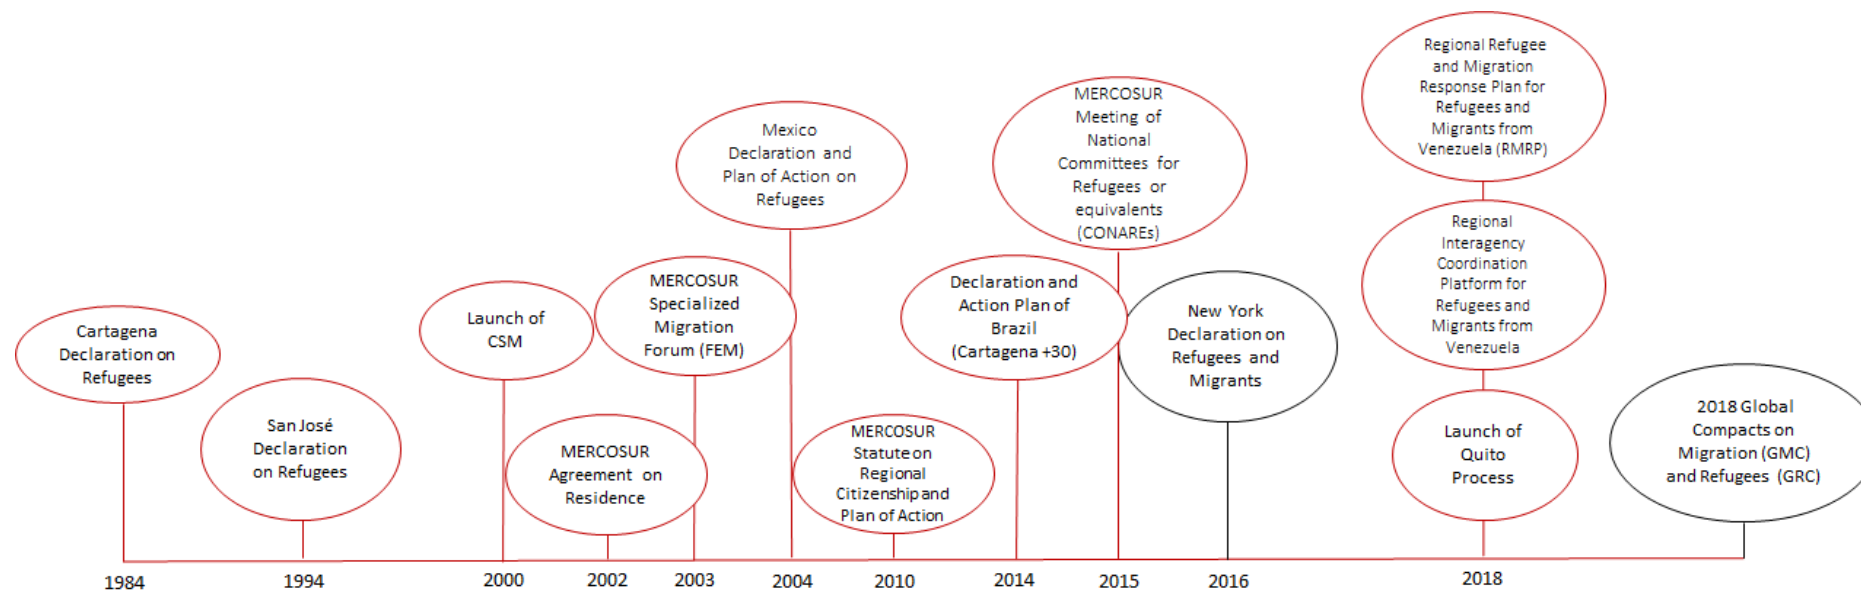 Cartagena
Declaration on
Refugees
San José
Declaration
on Refugees
Launch of
CSM
MERCOSUR
Agreement on
Residence
MERCOSUR
Specialized
Migration
Forum (FEM)
Mexico
Declaration and
Plan of Action on
Refugees
MERCOSUR
Statute on
Regional
Citizenship and
Plan of Action
Declaration and
Action Plan of
Brazil
(Cartagena +30)
MERCOSUR
Meeting of
National
Committees for
Refugees or
equivalents
(CONAREs)
New York
Declaration on
Refugees and
Migrants
Regional Refugee
and Migration
Response Plan for
Refugees and
Migrants from
Venezuela (RMRP)
Regional
Interagency
Coordination
Platform for
Refugees and
Migrants from
Venezuela
Launch of
Quito
Process
2018 Global
Compacts on
Migration (GMC)
and Refugees (GRC)
1984
1994
2000
2002
2003
2004
2010
2014
2015
2016
2018